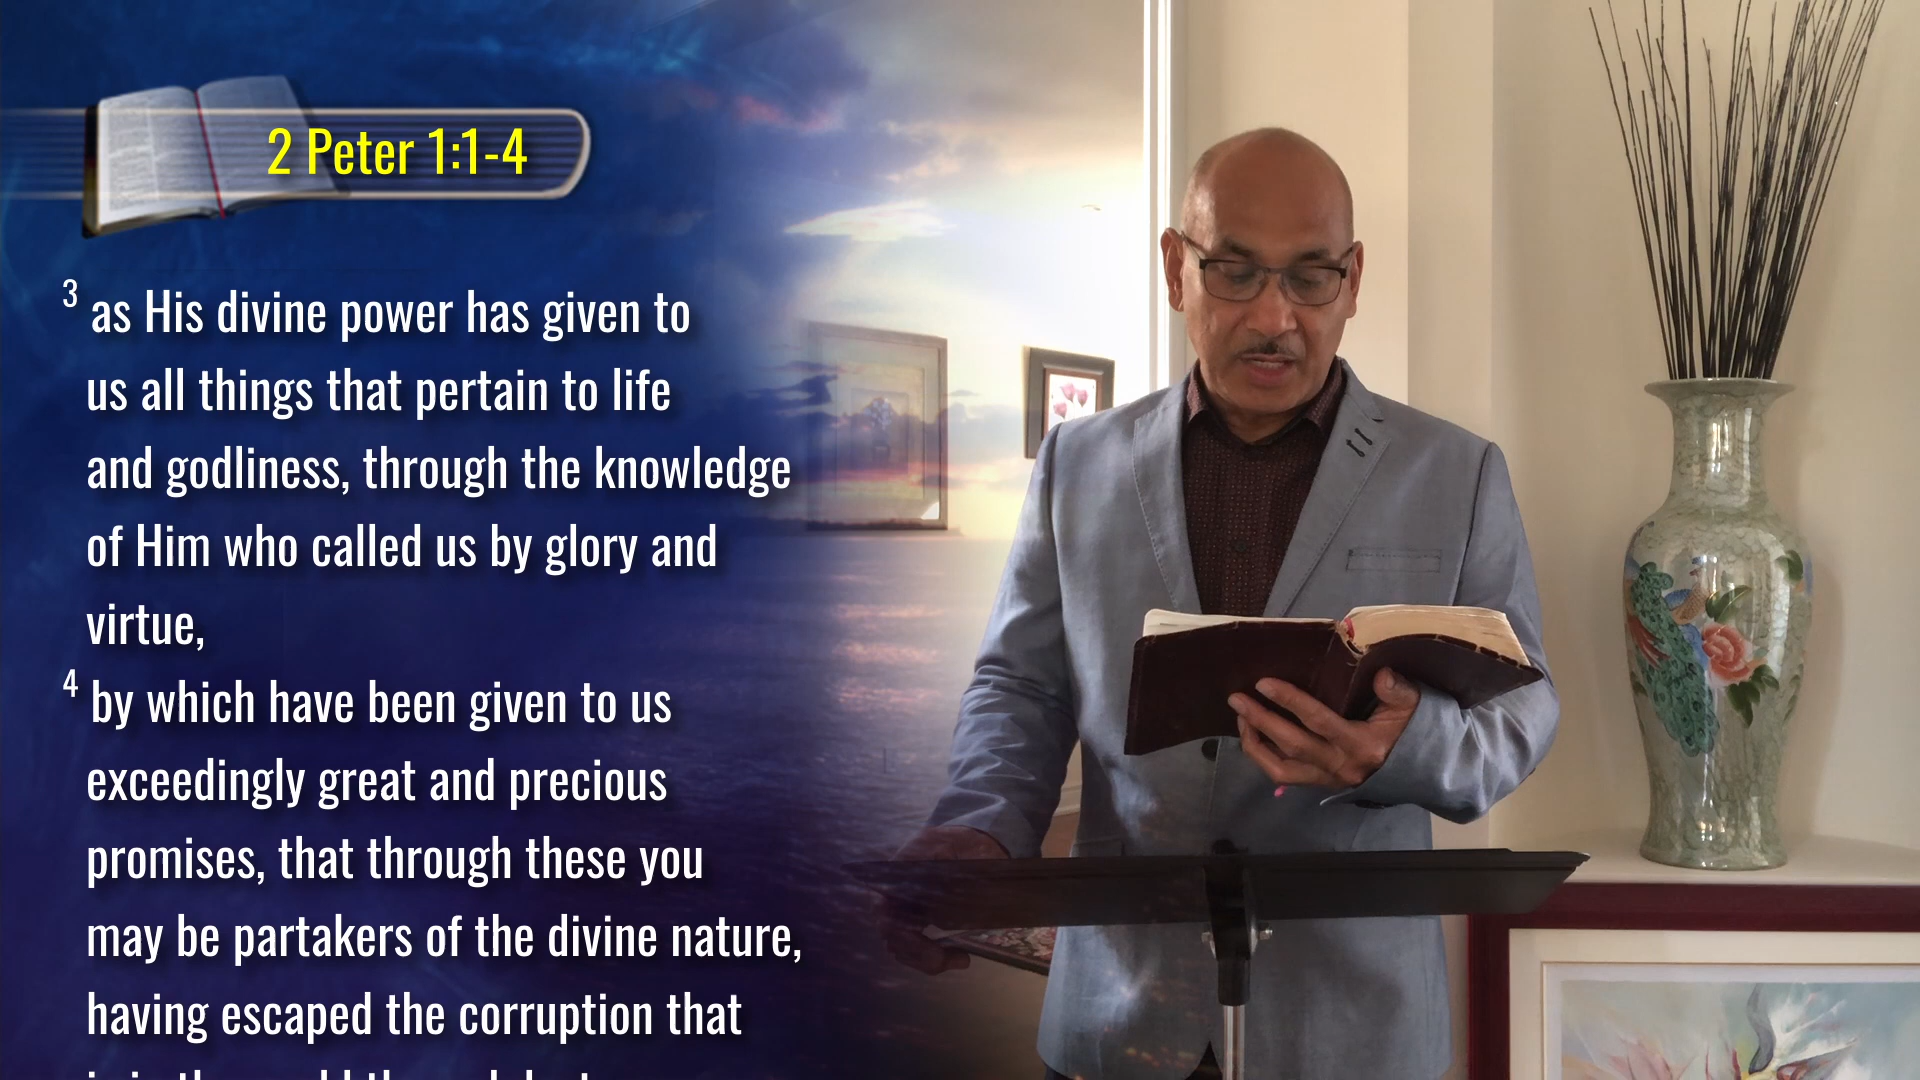 2 Peter 1:1-4
3 as His divine power has given to
us all things that pertain to life
and godliness, through the knowledge
of Him who called us by glory and
virtue,
4 by which have been given to us
exceedingly great and precious
promises, that through these you
may be partakers of the divine nature,
having escaped the corruption that